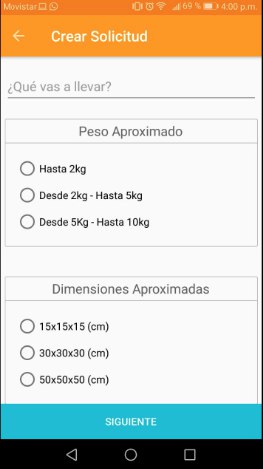 Movistar 69 % 4:00 p.m.
Crear Solicitud
¿Qué vas a llevar?
Peso Aproximado
Hasta 2kg
Desde 2kg - Hasta 5kg
Desde 5Kg - Hasta 10kg
Dimensiones Aproximadas
15x15x15 (cm)
30x30x30 (cm)
50x50x50 (cm)
SIGUIENTE